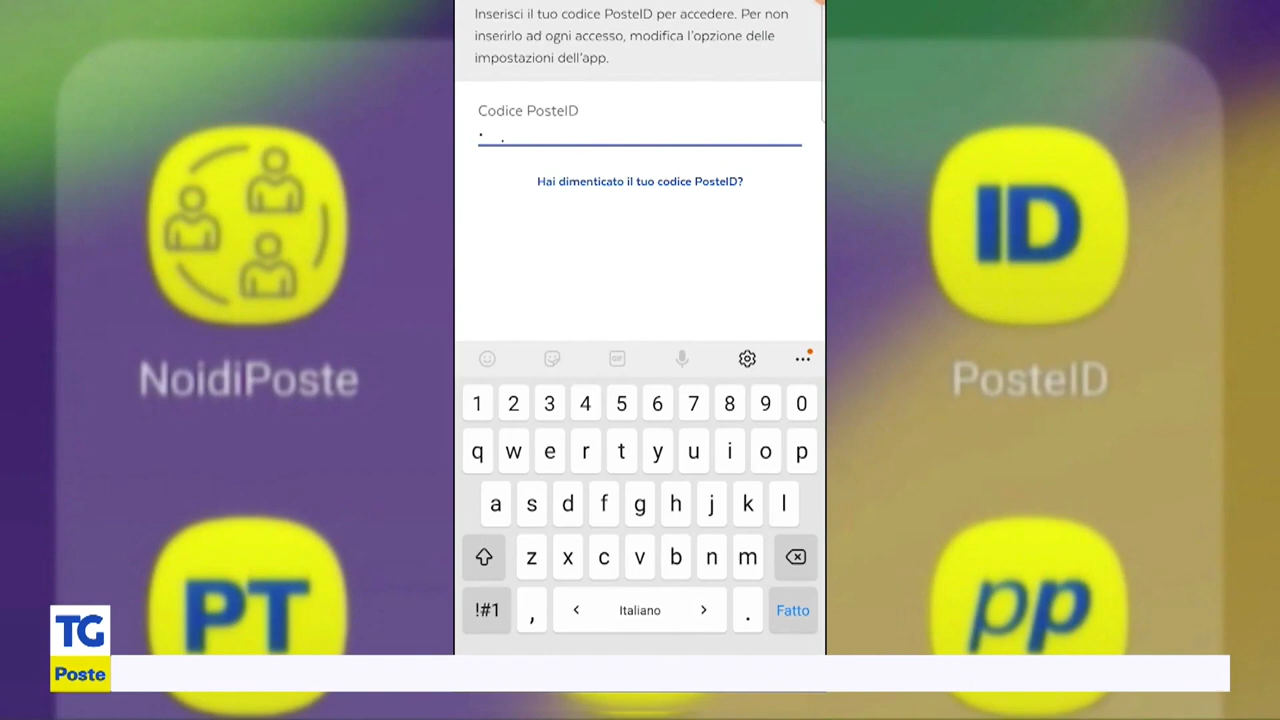 Inserisci il tuo codice PosteID per accedere. Per non
inserirlo ad ogni accesso, modifica l'opzione delle
impostazioni dell'app.
Codice PosteID
Hai dimenticato il tuo codice PosteID?
GIF
1 2 3 4 5 6 7 8 9 0
q w e r t y u i o p
a s d f g h j k l
z x c v b n m
!#1 , < Italiano > . Fatto
NoidiPoste
ID
PosteID
PT
pp
TG
Poste